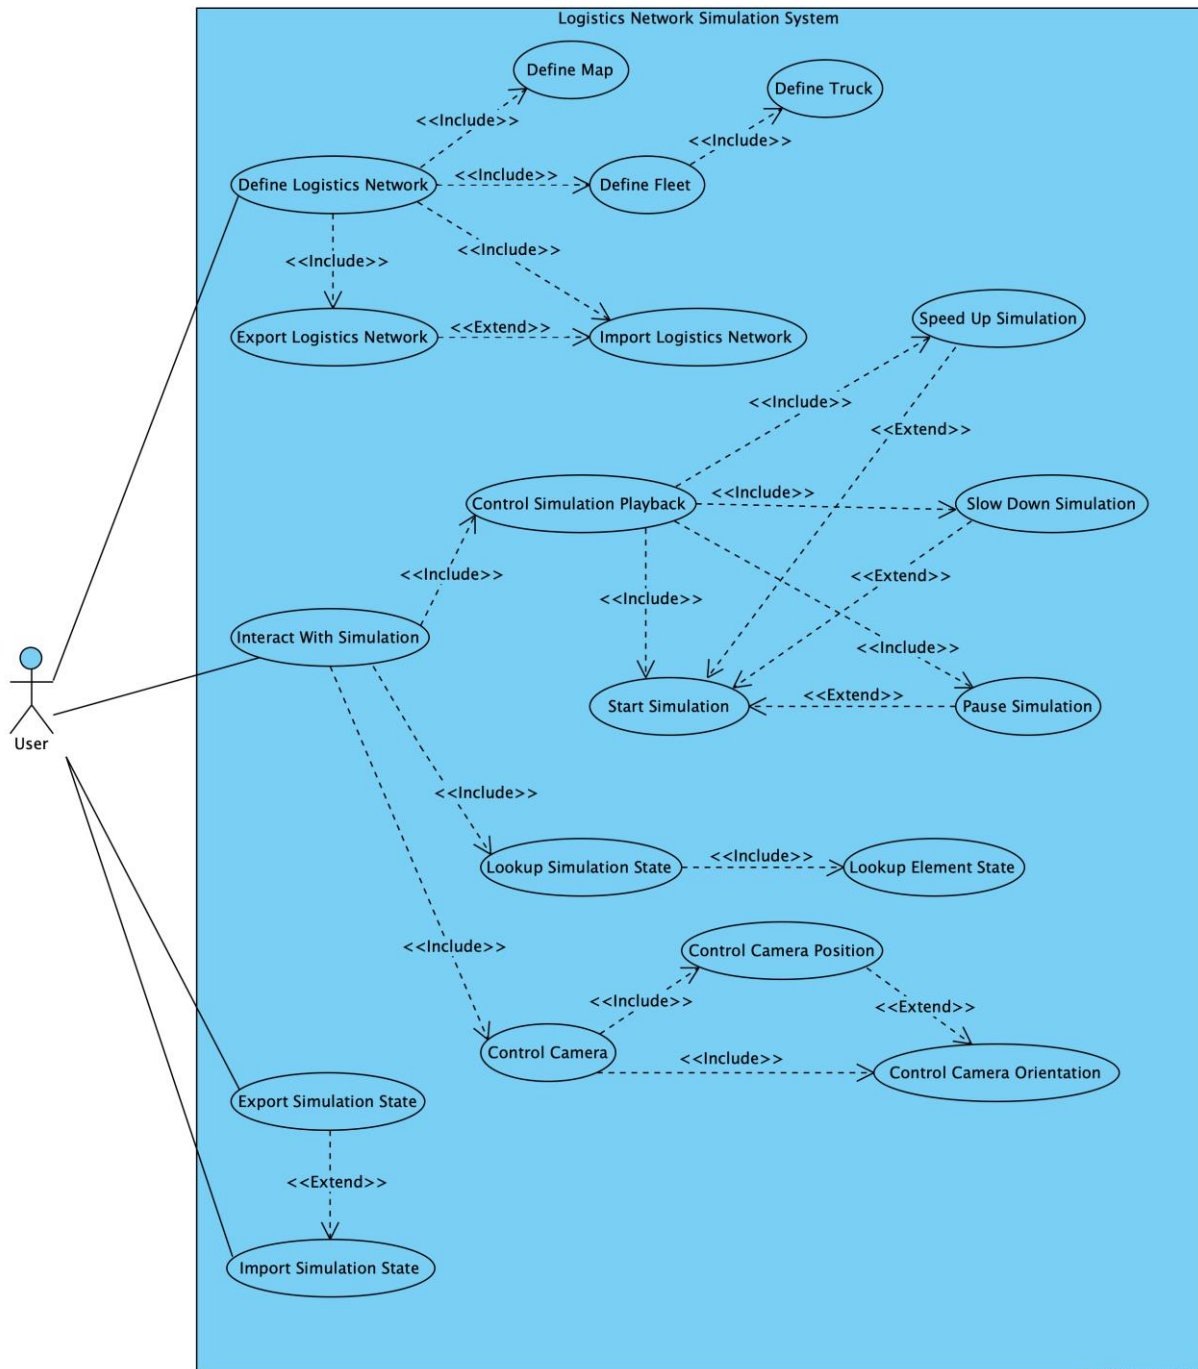 Logistics Network Simulation System
Define Map
Define Truck
<<Include>>
<<Include>>
Define Logistics Network
<<Include>>
Define Fleet
<<Include>>
<<Include>>
Export Logistics Network
<<Extend>>
Import Logistics Network
Speed Up Simulation
<<Include>>
<<Extend>>
Control Simulation Playback
<<Include>>
Slow Down Simulation
<<Include>>
<<Extend>>
<<Include>>
Interact With Simulation
<<Include>>
Start Simulation
<<Extend>>
Pause Simulation
User
<<Include>>
Lookup Simulation State
<<Include>>
Lookup Element State
<<Include>>
Control Camera Position
<<Include>>
<<Extend>>
Control Camera
<<Include>>
Control Camera Orientation
Export Simulation State
<<Extend>>
Import Simulation State